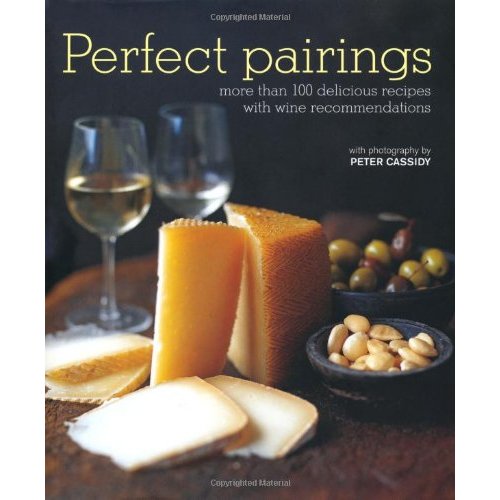 Copyrighted Material
Perfect pairings
more than 100 delicious recipes
with wine recommendations
with photography by
PETER CASSIDY
Copyrighted Material